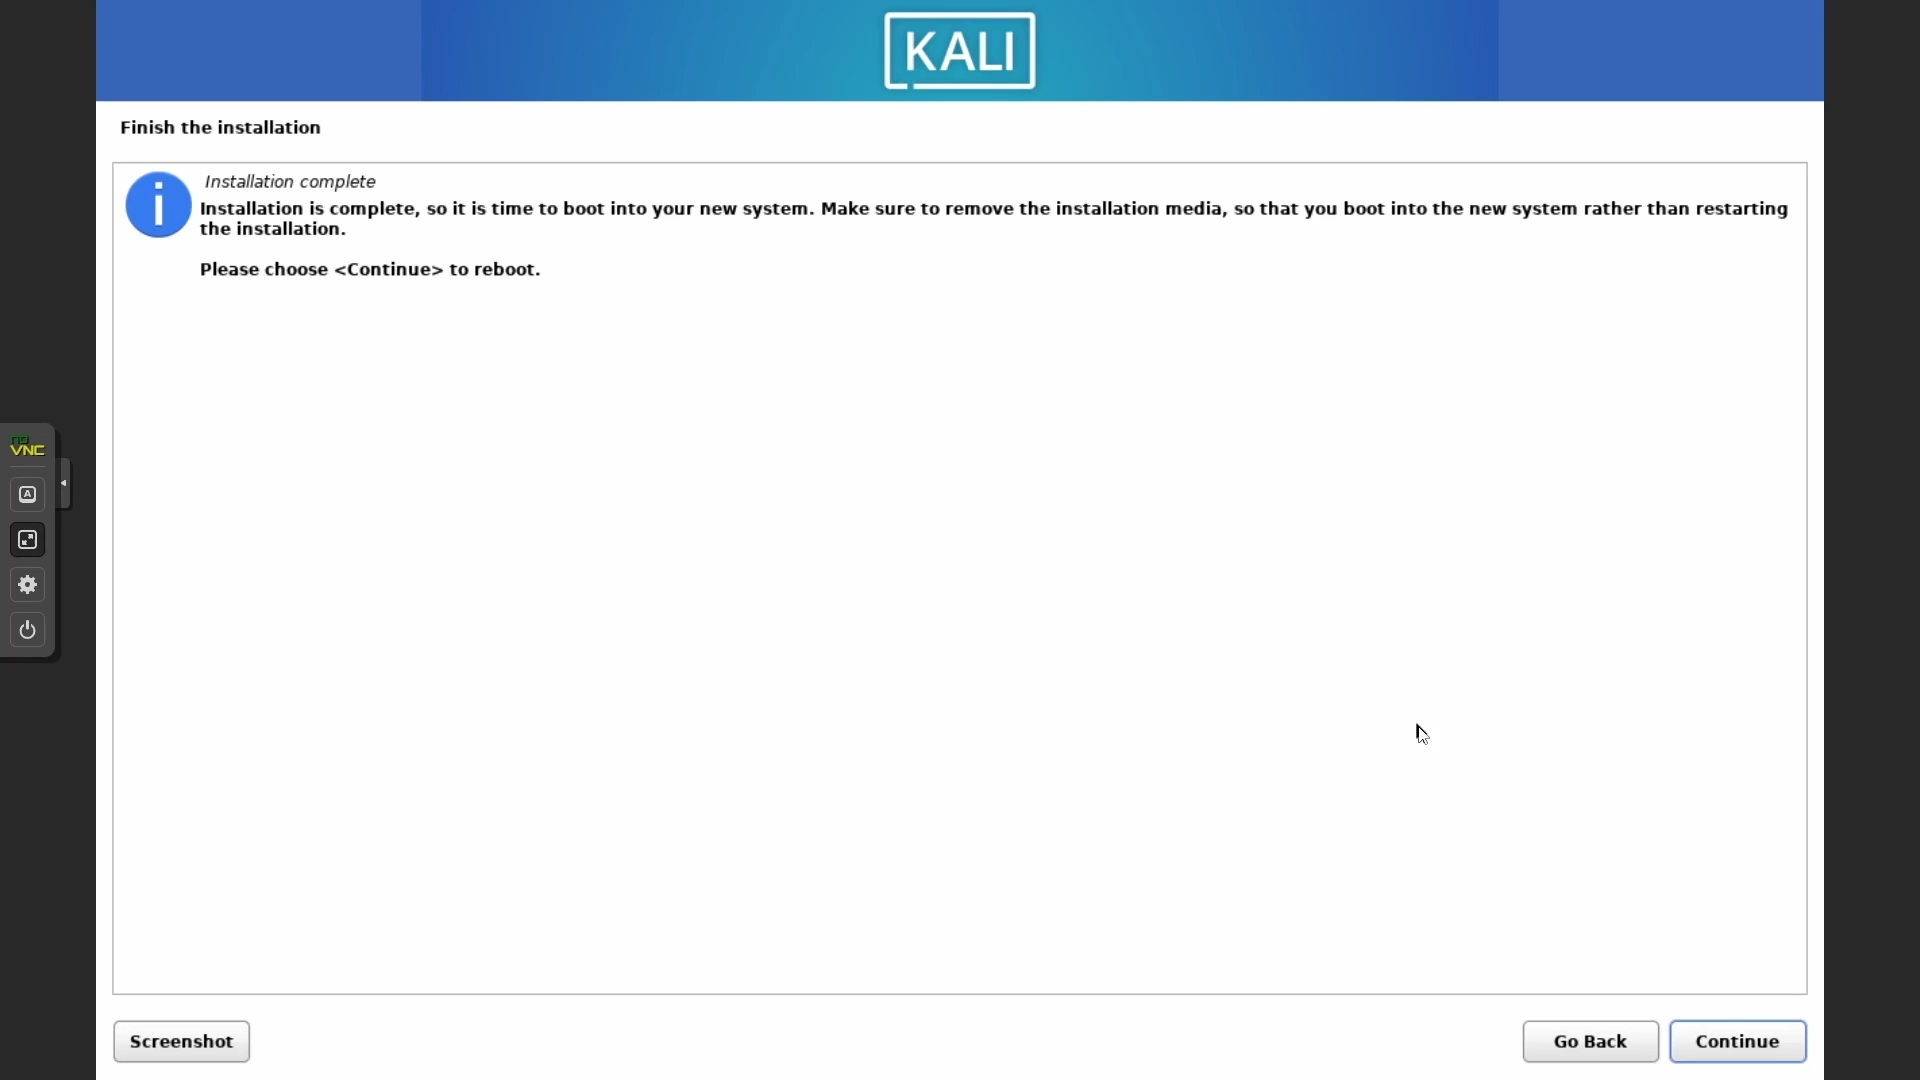 KALI
Finish the installation
Installation complete
Installation is complete, so it is time to boot into your new system. Make sure to remove the installation media, so that you boot into the new system rather than restarting
the installation.
Please choose <Continue> to reboot.
no
VNC
A
Screenshot
Go Back
Continue